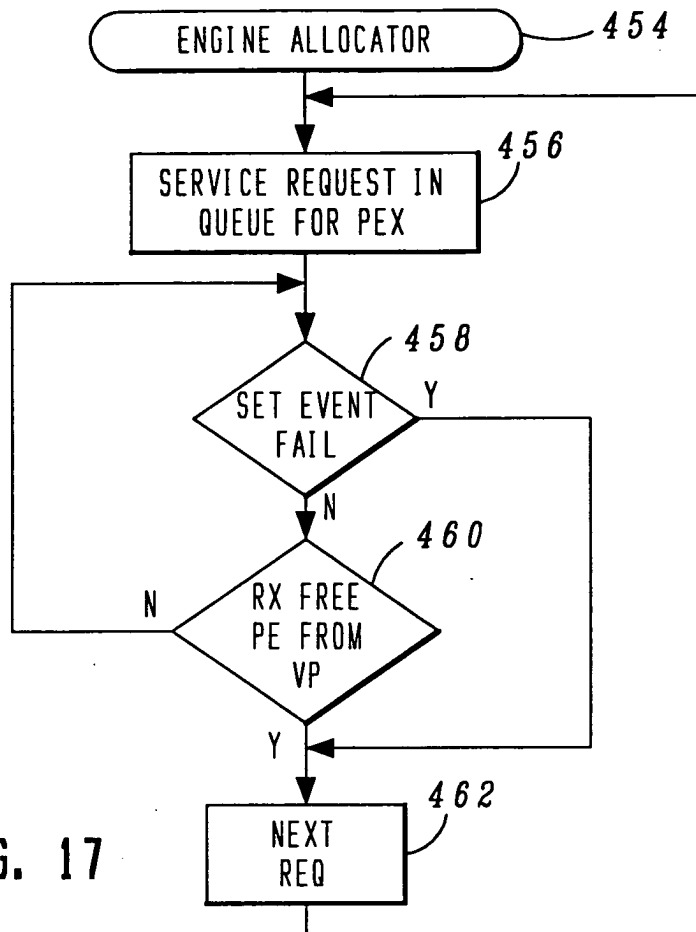 ENGINE ALLOCATOR
454
456
SERVICE REQUEST IN
QUEUE FOR PEX
458
SET EVENT
FAIL
Y
N
460
RX FREE
PE FROM
VP
N
Y
462
NEXT
REQ
G. 17